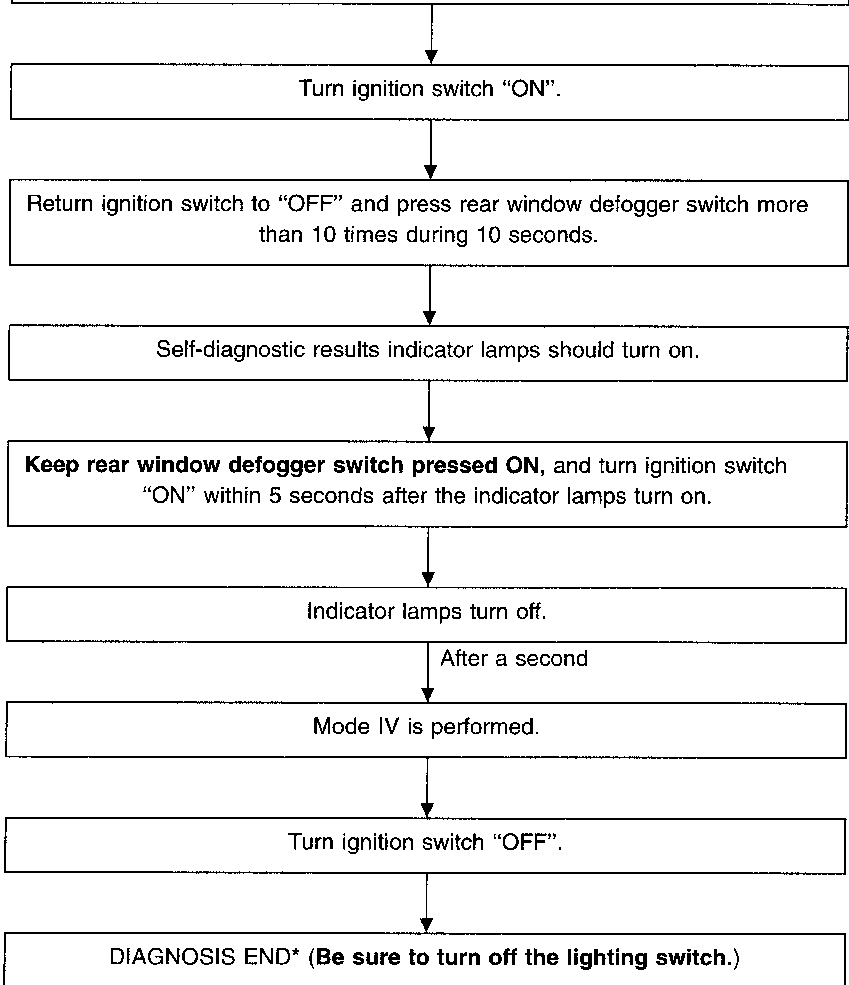 Turn ignition switch “ON”.
Return ignition switch to “OFF” and press rear window defogger switch more
than 10 times during 10 seconds.
Self-diagnostic results indicator lamps should turn on.
Keep rear window defogger switch pressed ON, and turn ignition switch
“ON” within 5 seconds after the indicator lamps turn on.
Indicator lamps turn off.
After a second
Mode IV is performed.
Turn ignition switch “OFF”.
DIAGNOSIS END* (Be sure to turn off the lighting switch.)